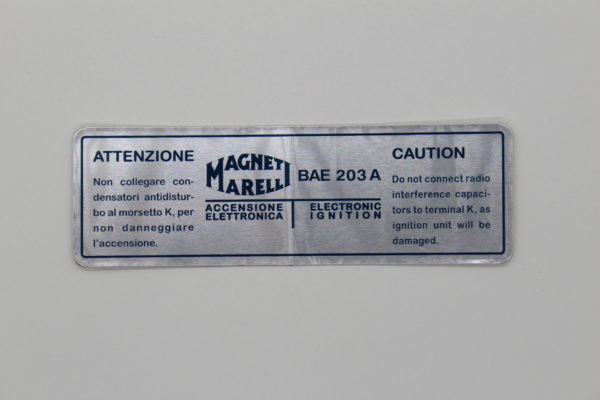 ATTENZIONE
Non collegare con-
densatori antidistur-
bo al morsetto K, per
non danneggiare
l'accensione.
MAGNETI
MARELLI
BAE 203 A
ACCENSIONE
ELETTRONICA
ELECTRONIC
IGNITION
CAUTION
Do not connect radio
interference capaci-
tors to terminal K, as
ignition unit will be
damaged.